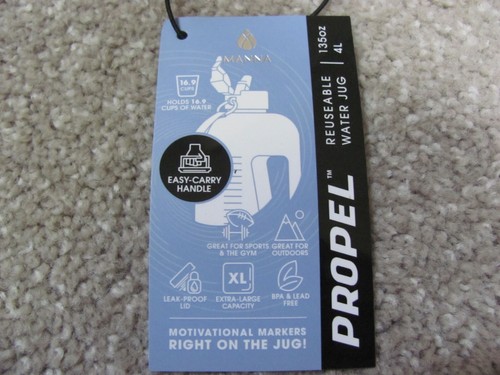 MANNA
16.9
CUPS
HOLDS 16.9
CUPS OF WATER
EASY-CARRY
HANDLE
GREAT FOR SPORTS
& THE GYM
GREAT FOR
OUTDOORS
LEAK-PROOF
LID
XL
EXTRA-LARGE
CAPACITY
BPA & LEAD
FREE
MOTIVATIONAL MARKERS
RIGHT ON THE JUG!
PROPEL™
REUSEABLE
WATER JUG
135oz
4L